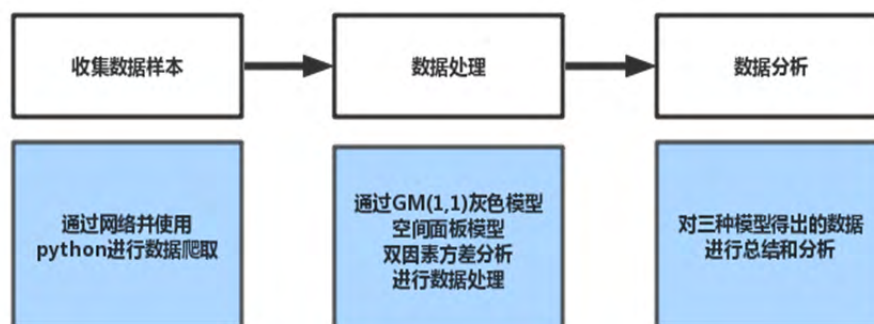 收集数据样本
数据处理
数据分析
通过网络并使用
python进行数据爬取
通过GM(1,1)灰色模型
空间面板模型
双因素方差分析
进行数据处理
对三种模型得出的数据
进行总结和分析